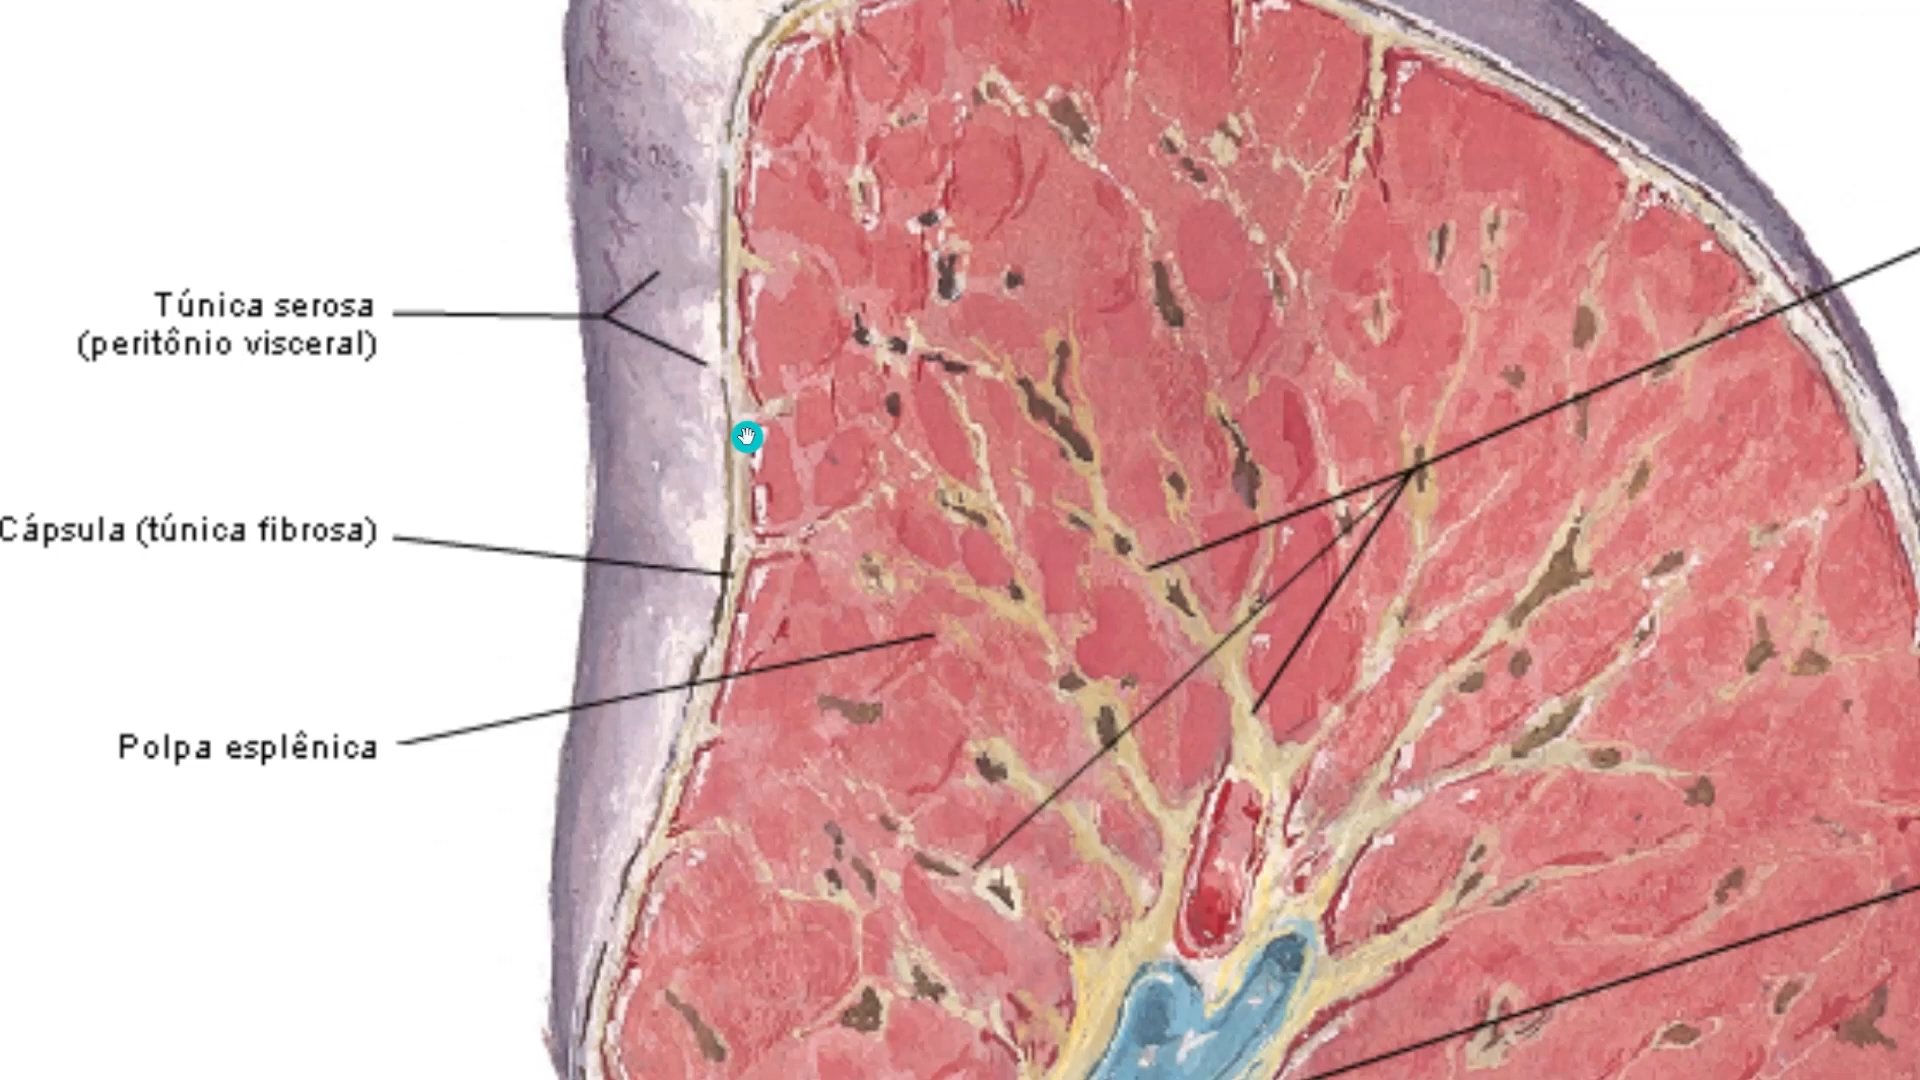 Túnica serosa
(peritônio visceral)
Cápsula (túnica fibrosa)
Polpa esplênica